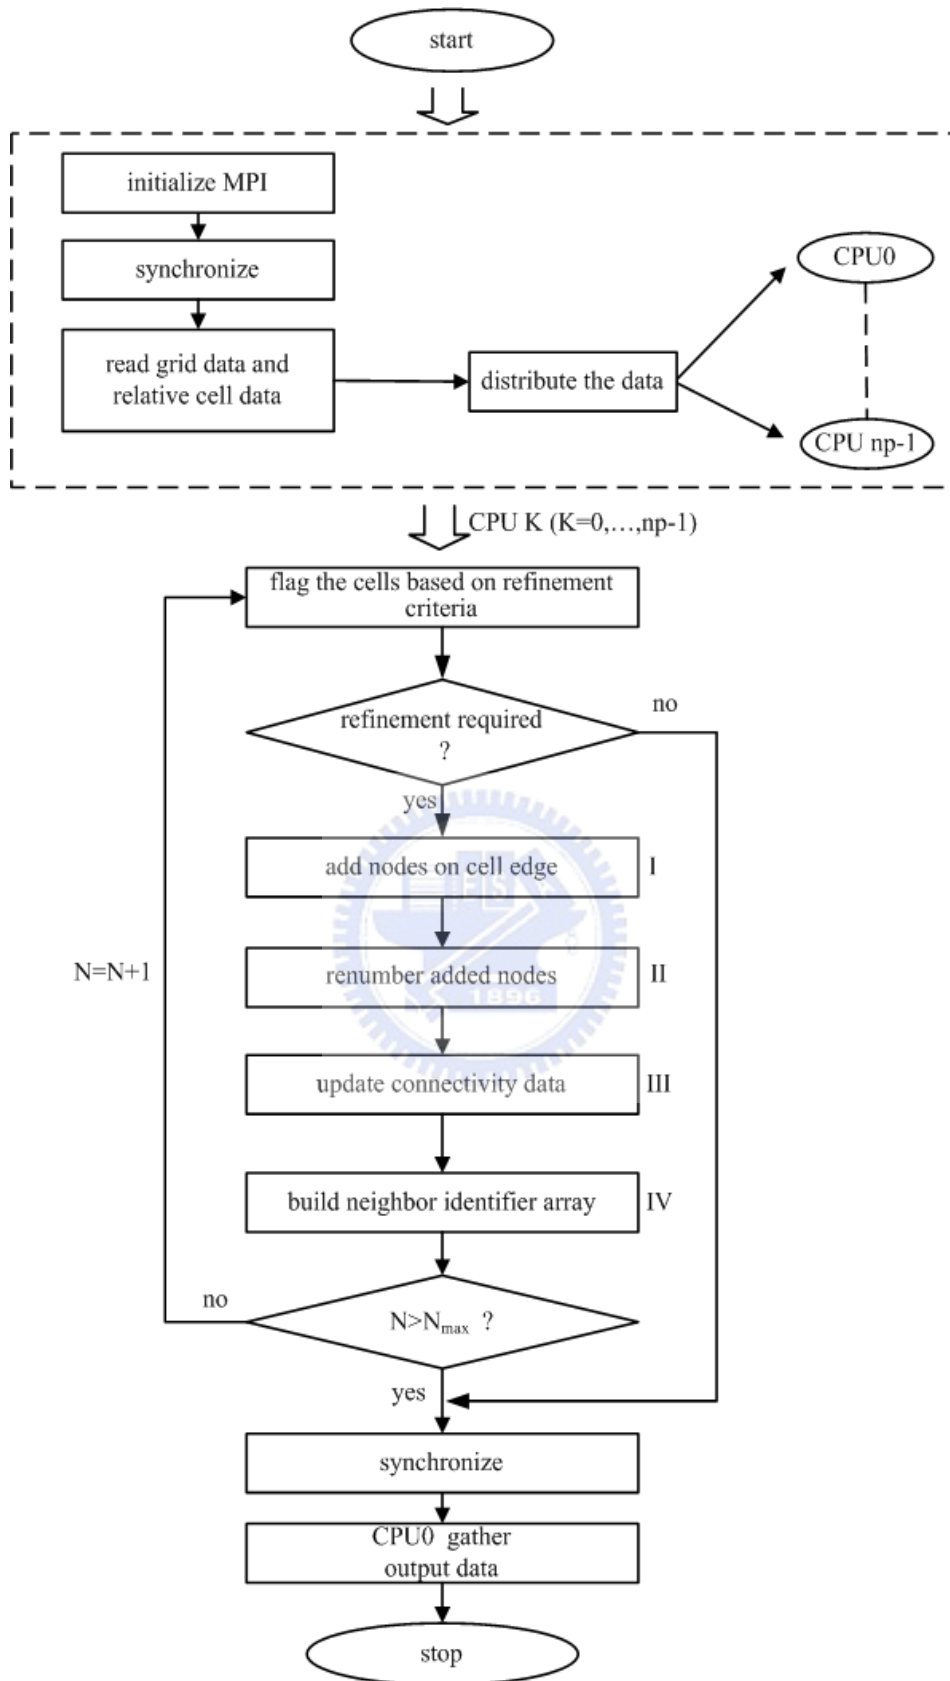 start
initialize MPI
synchronize
read grid data and
relative cell data
distribute the data
CPU0
CPU np-1
CPU K (K=0,...,np-1)
flag the cells based on refinement
criteria
refinement required
?
no
yes
add nodes on cell edge
I
renumber added nodes
II
N=N+1
1896
update connectivity data
III
build neighbor identifier array
IV
no
N>Nmax ?
yes
synchronize
CPU0 gather
output data
stop